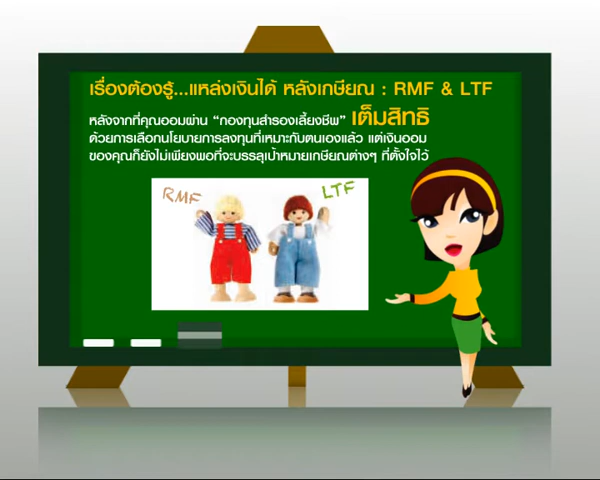 เรื่องต้องรู้...แหล่งเงินได้ หลังเกษียณ : RMF & LTF
หลังจากที่คุณออมผ่าน “กองทุนสำรองเลี้ยงชีพ” เต็มสิทธิ
ด้วยการเลือกนโยบายการลงทุนที่เหมาะกับตนเองแล้ว แต่เงินออม
ของคุณก็ยังไม่เพียงพอที่จะบรรลุเป้าหมายเกษียณต่างๆ ที่ตั้งใจไว้
RMF LTF